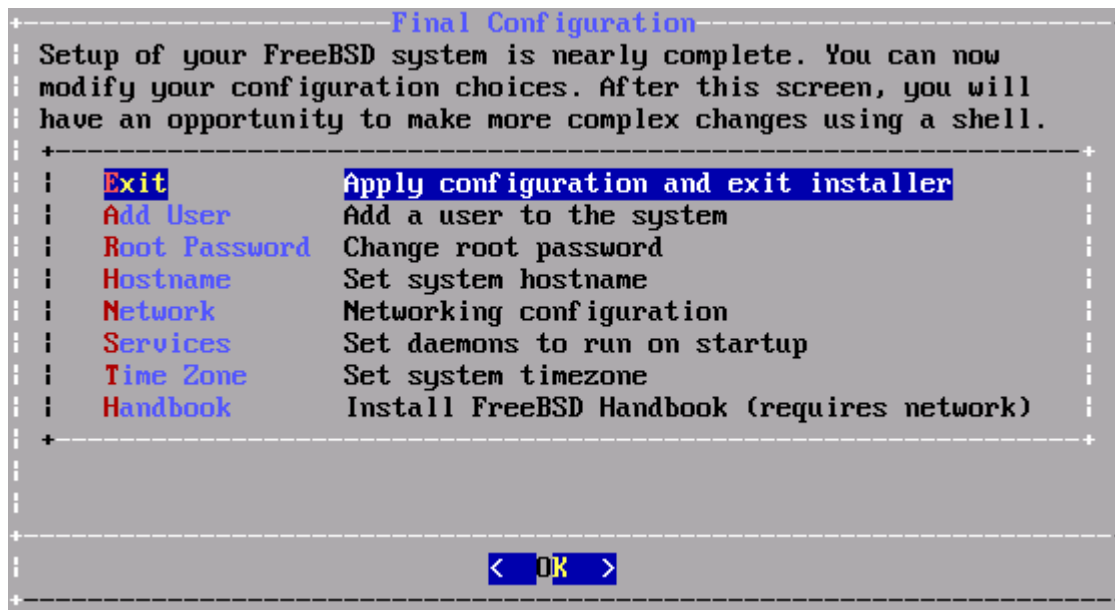 Final Configuration
Setup of your FreeBSD system is nearly complete. You can now
modify your configuration choices. After this screen, you will
have an opportunity to make more complex changes using a shell.
Exit Apply configuration and exit installer
Add User Add a user to the system
Root Password Change root password
Hostname Set system hostname
Network Networking configuration
Services Set daemons to run on startup
Time Zone Set system timezone
Handbook Install FreeBSD Handbook (requires network)
< OK >